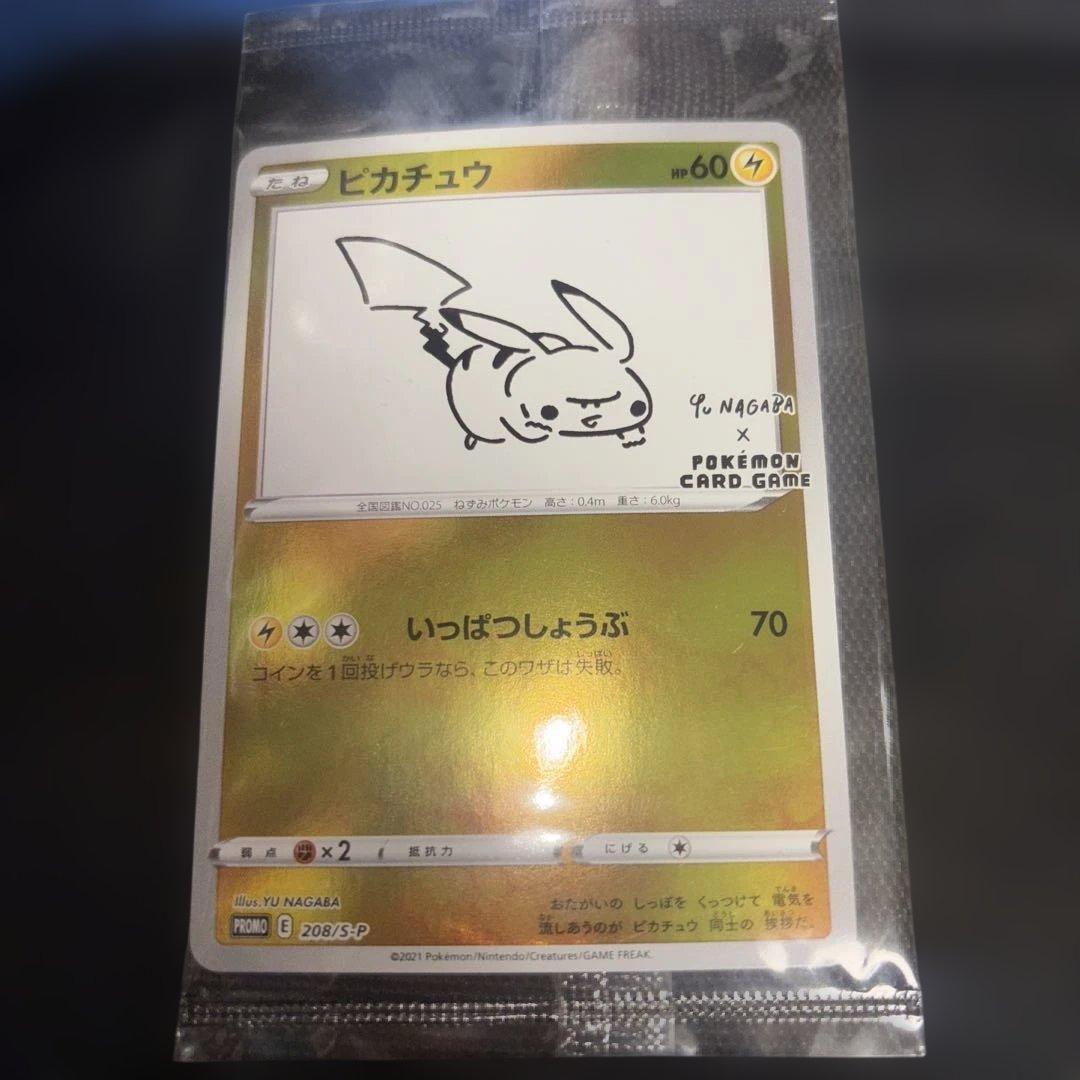 たね ピカチュウ HP60
Yu NAGABA
×
POKÉMON
CARD GAME
全国図鑑NO.025 ねずみポケモン 高さ:0.4m 重さ:6.0kg
いっぱつしょうぶ 70
コインを1回投げウラなら、このワザは失敗。
弱点 ×2 抵抗力 にげる
Illus.YU NAGABA
おたがいの しっぽを くっつけて 電気を
流しあうのが ピカチュウ 同士の 挨拶だ。
PROMO E 208/S-P
©2021 Pokémon/Nintendo/Creatures/GAME FREAK.